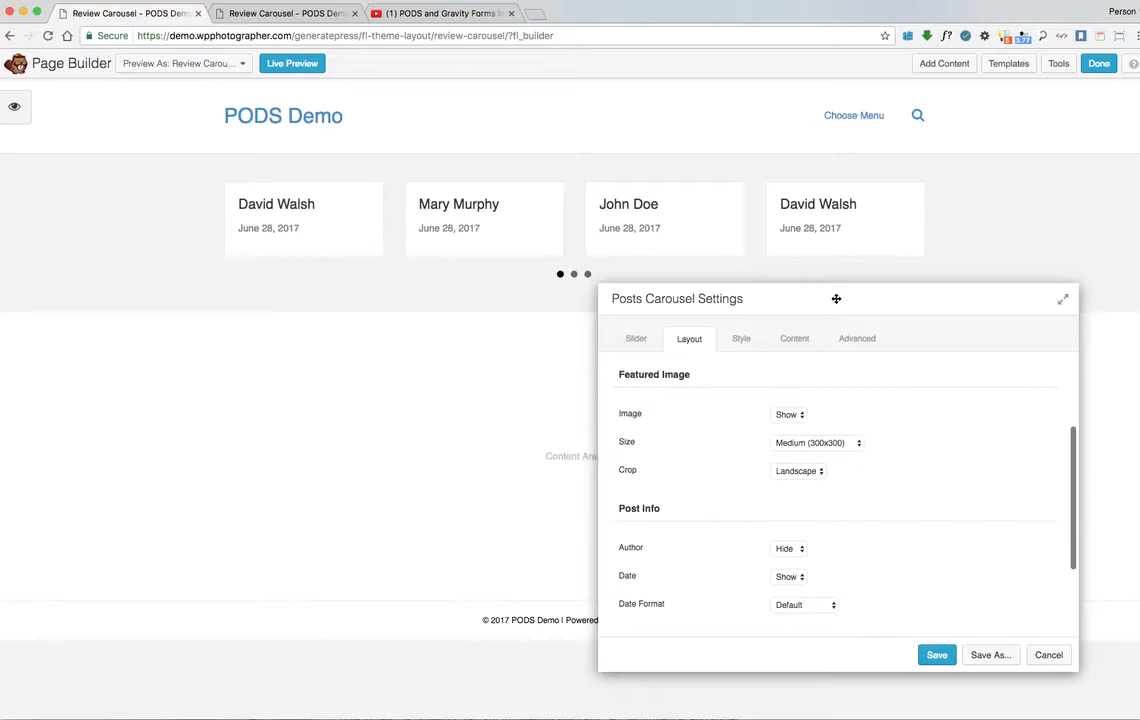 Review Carousel - PODS Demo
Review Carousel - PODS Demo
(1) PODS and Gravity Forms In
Person
Secure https://demo.wpphotographer.com/generatepress/fl-theme-layout/review-carousel/?fl_builder
f?
3.77
Page Builder
Preview As: Review Carou...
Live Preview
Add Content
Templates
Tools
Done
?
PODS Demo
Choose Menu
David Walsh
June 28, 2017
Mary Murphy
June 28, 2017
John Doe
June 28, 2017
David Walsh
June 28, 2017
Posts Carousel Settings
Slider
Layout
Style
Content
Advanced
Featured Image
Image
Show
Size
Medium (300x300)
Crop
Landscape
Post Info
Author
Hide
Date
Show
Date Format
Default
Content Are
© 2017 PODS Demo | Powered
Save
Save As...
Cancel